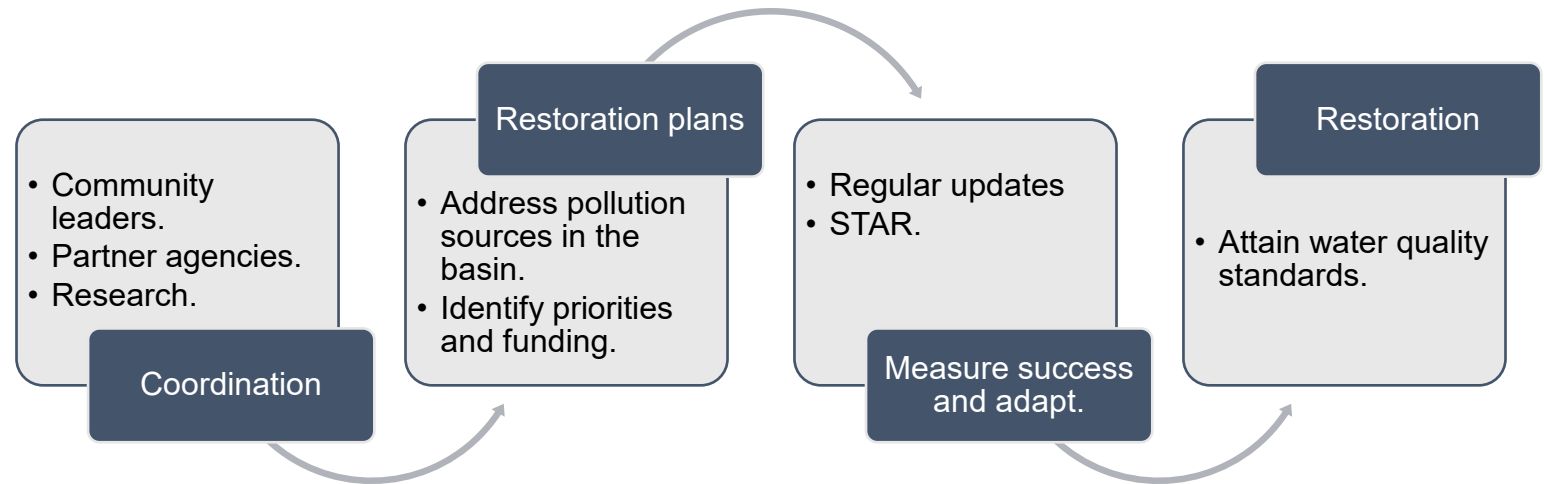 • Community
leaders.
• Partner agencies.
• Research.
Coordination
Restoration plans
• Address pollution
sources in the
basin.
• Identify priorities
and funding.
• Regular updates
• STAR.
Measure success
and adapt.
Restoration
• Attain water quality
standards.